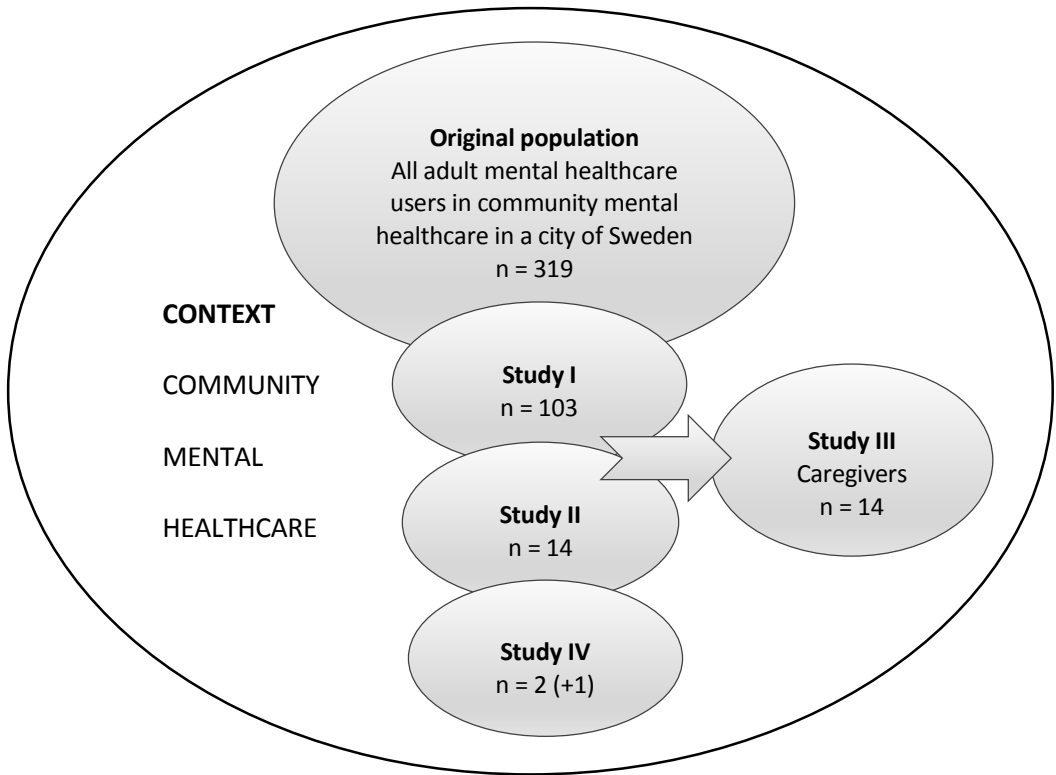 Original population
All adult mental healthcare
users in community mental
healthcare in a city of Sweden
n = 319
CONTEXT
COMMUNITY
MENTAL
HEALTHCARE
Study I
n = 103
Study II
n = 14
Study III
Caregivers
n = 14
Study IV
n = 2 (+1)